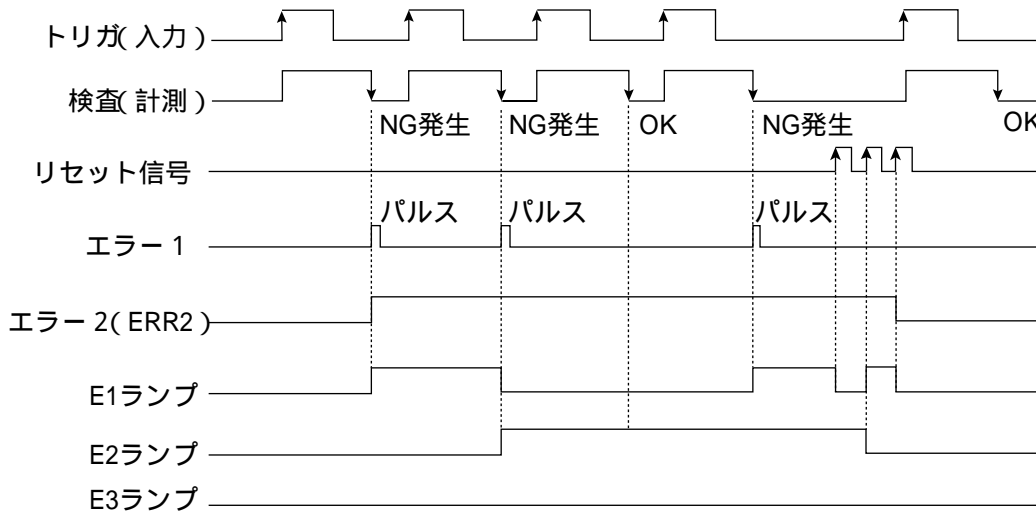 トリガ(入力)
検査(計測)
NG発生 NG発生 OK NG発生 OK
リセット信号
パルス パルス パルス
エラー1
エラー2(ERR2)
E1ランプ
E2ランプ
E3ランプ